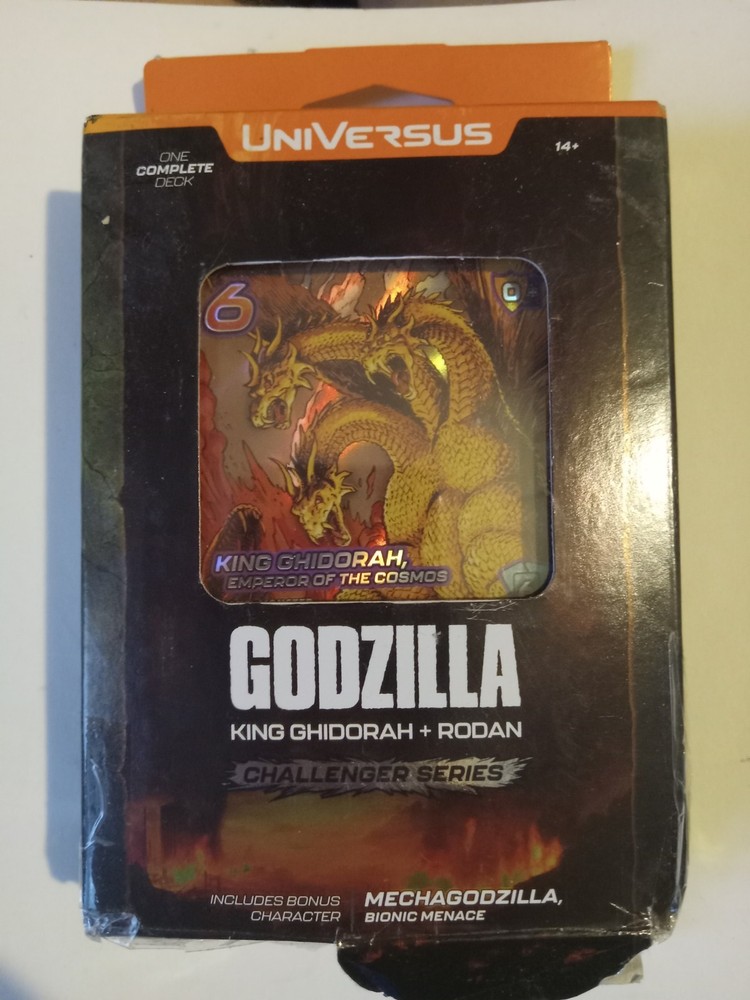 UNIVERSUS
ONE
COMPLETE
DECK
14+
6
0
KING GHIDORAH,
EMPEROR OF THE COSMOS
GODZILLA
KING GHIDORAH + RODAN
CHALLENGER SERIES
INCLUDES BONUS
CHARACTER
MECHAGODZILLA,
BIONIC MENACE